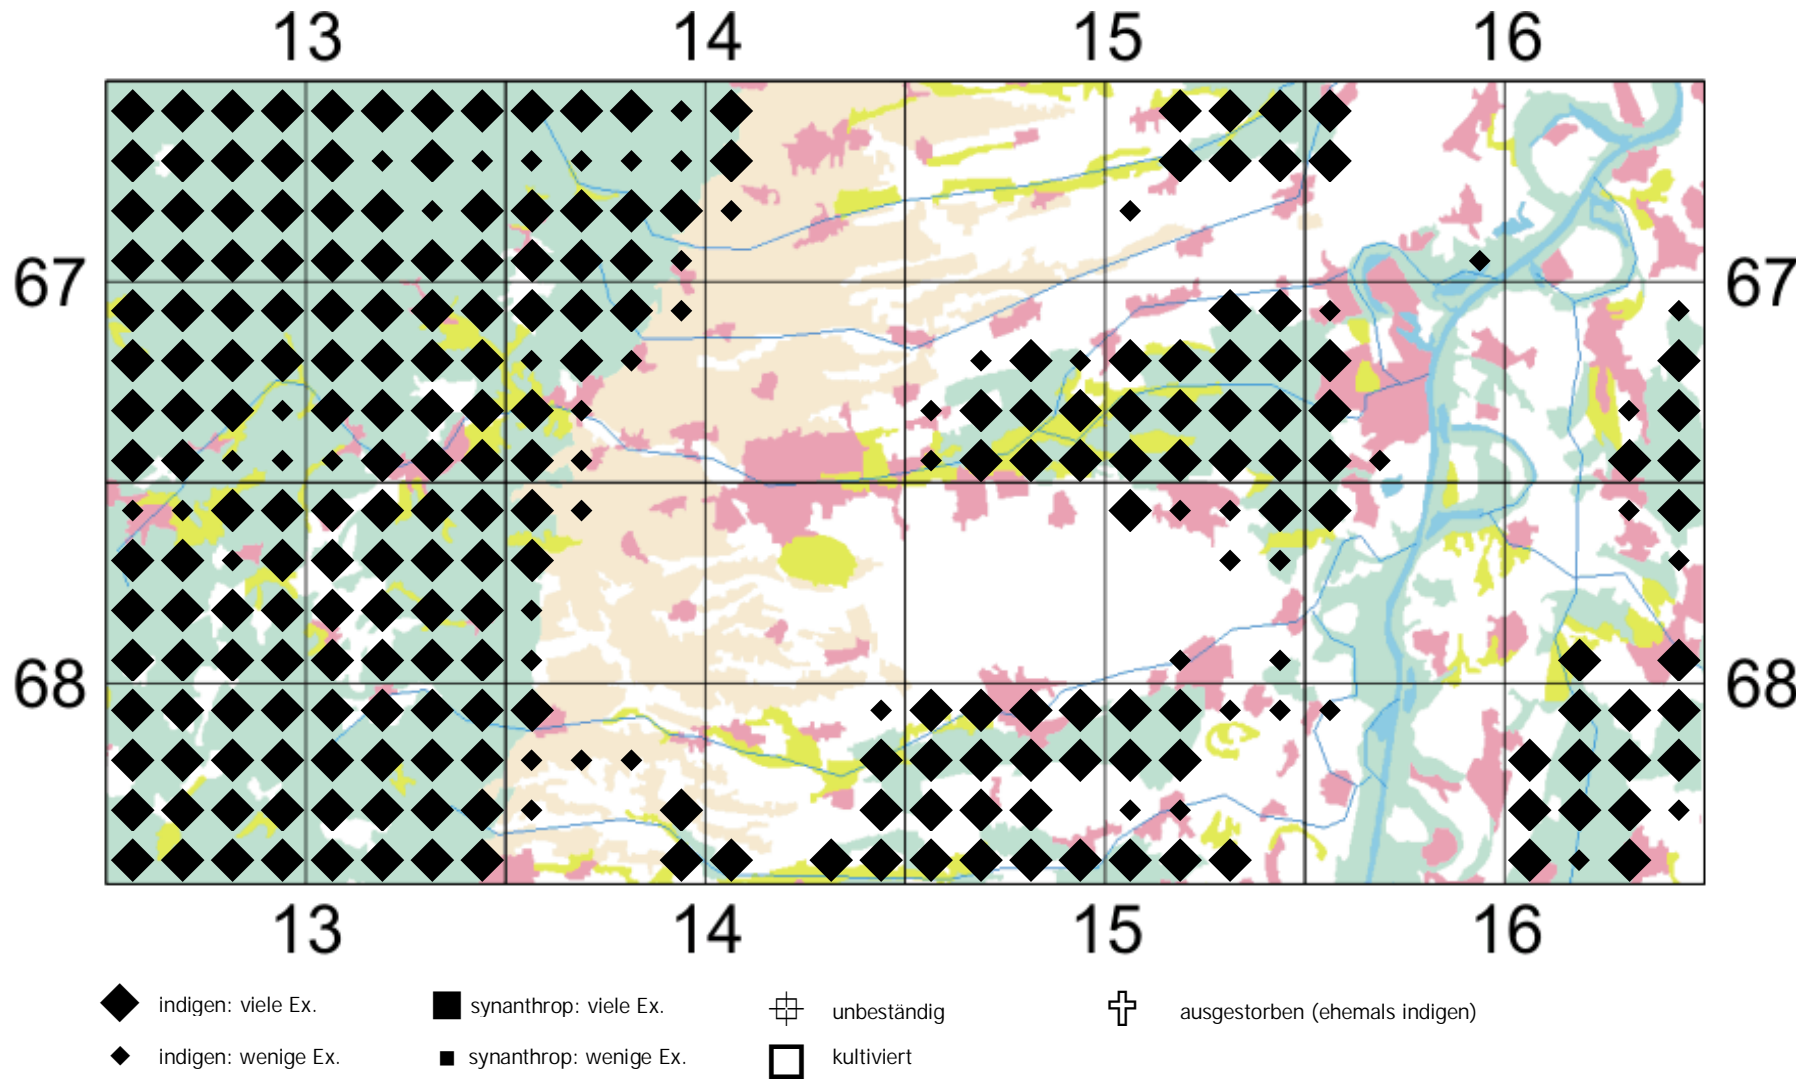 13 14 15 16
67 67
68 68
13 14 15 16
indigen: viele Ex. synanthrop: viele Ex. unbeständig ausgestorben (ehemals indigen)
indigen: wenige Ex. synanthrop: wenige Ex. kultiviert